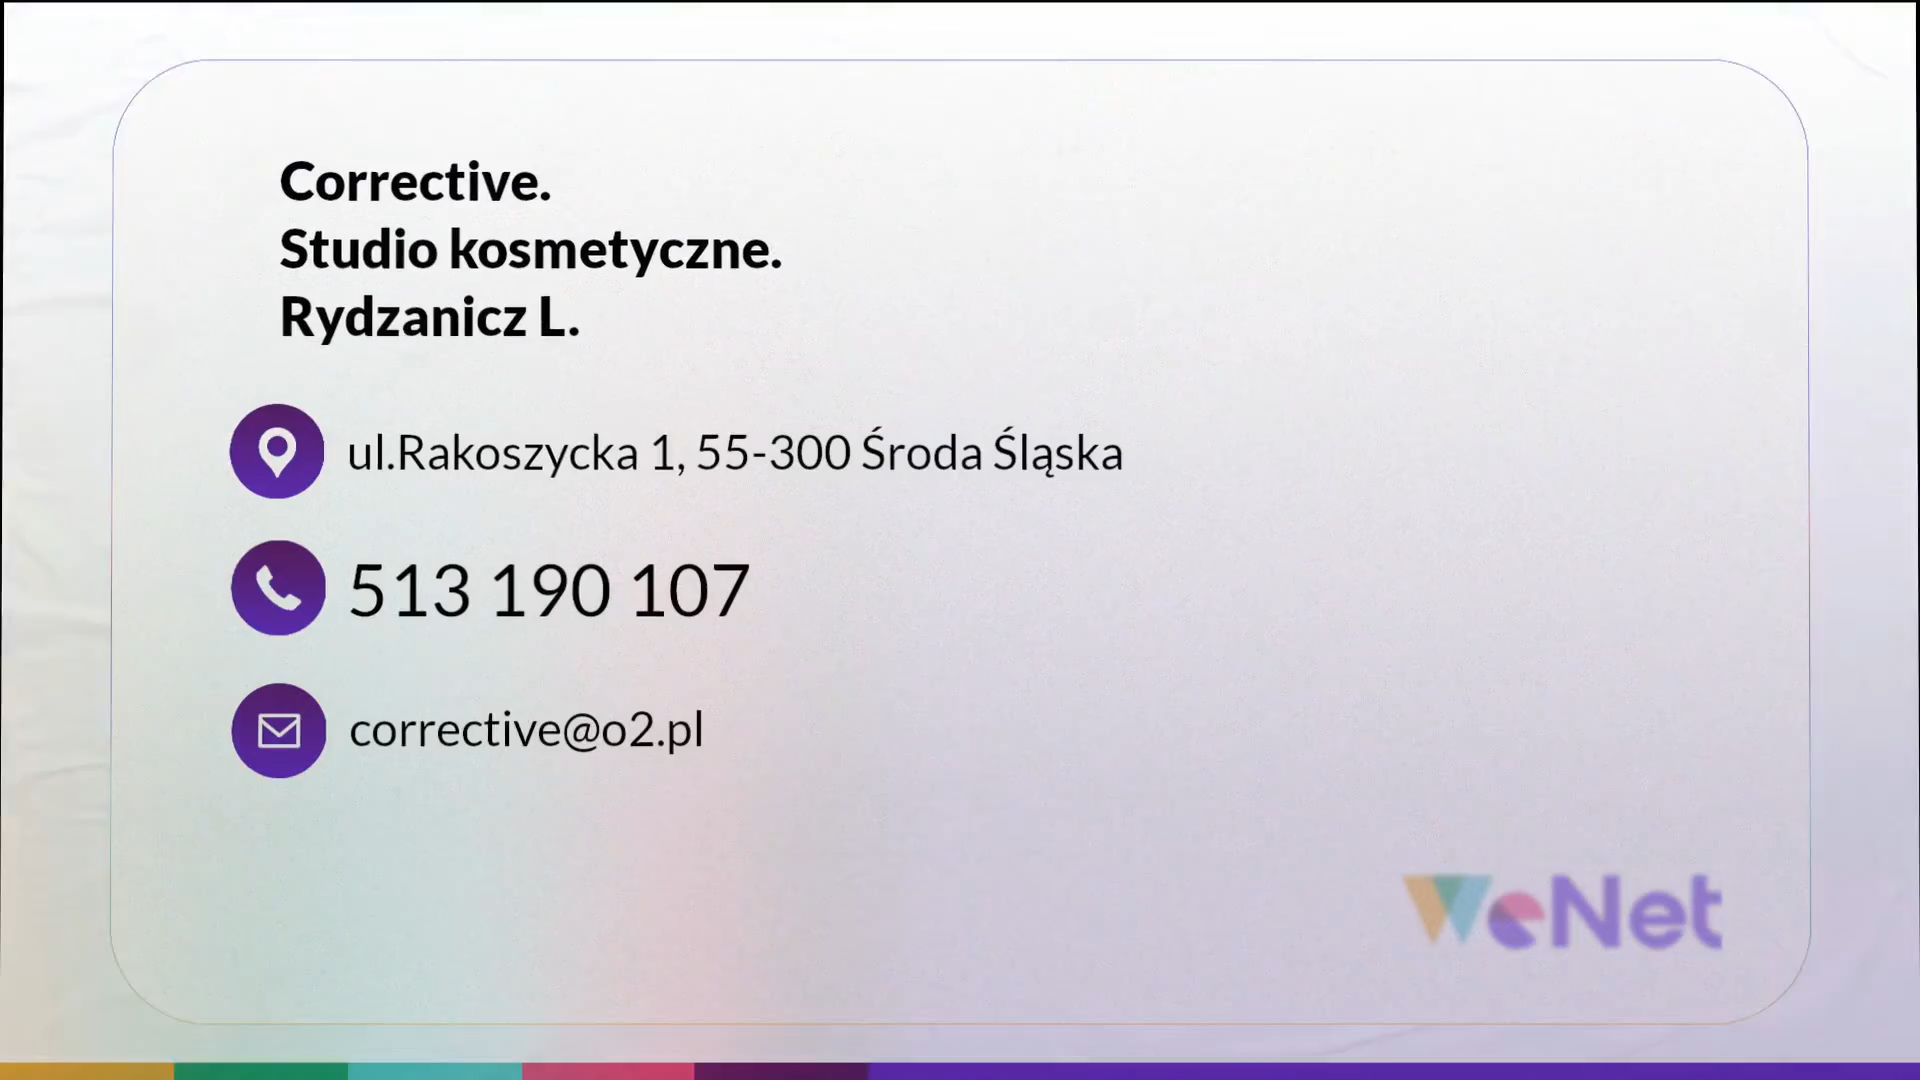 Corrective.
Studio kosmetyczne.
Rydzanicz L.
ul.Rakoszycka 1, 55-300 Środa Śląska
513 190 107
corrective@o2.pl
WeNet